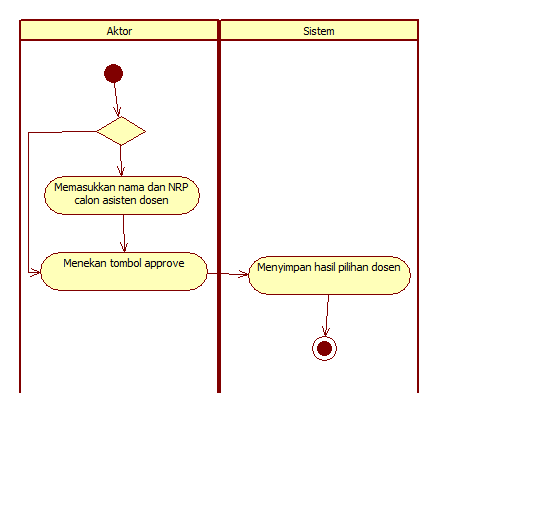 Aktor
Sistem
Memasukkan nama dan NRP
calon asisten dosen
Menekan tombol approve
Menyimpan hasil pilihan dosen